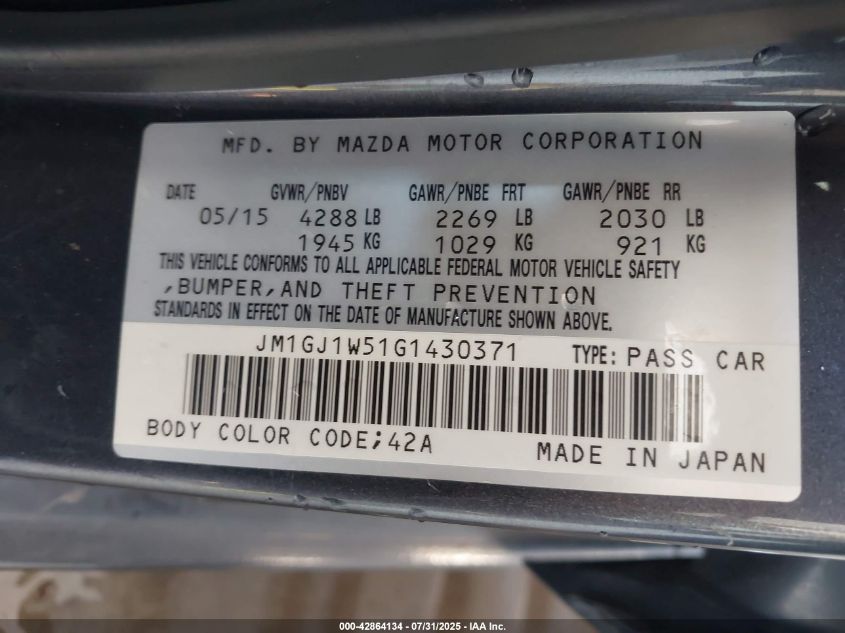 MFD. BY MAZDA MOTOR CORPORATION
DATE GVWR/PNBV GAWR/PNBE FRT GAWR/PNBE RR
05/15 4288 LB 2269 LB 2030 LB
1945 KG 1029 KG 921 KG
THIS VEHICLE CONFORMS TO ALL APPLICABLE FEDERAL MOTOR VEHICLE SAFETY
,BUMPER,AND THEFT PREVENTION
STANDARDS IN EFFECT ON THE DATE OF MANUFACTURE SHOWN ABOVE.
JM1GJ1W51G1430371 TYPE: PASS CAR
BODY COLOR CODE;42A MADE IN JAPAN
000-42864134 - 07/31/2025 - IAA Inc.